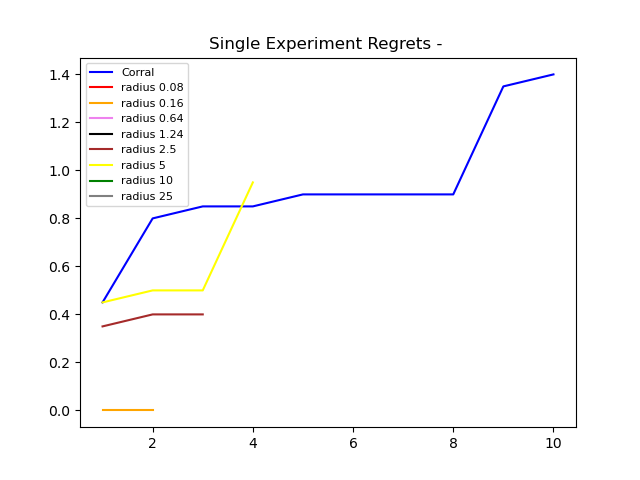 Single Experiment Regrets -
Corral
radius 0.08
radius 0.16
radius 0.64
radius 1.24
radius 2.5
radius 5
radius 10
radius 25
1.4
1.2
1.0
0.8
0.6
0.4
0.2
0.0
2 4 6 8 10